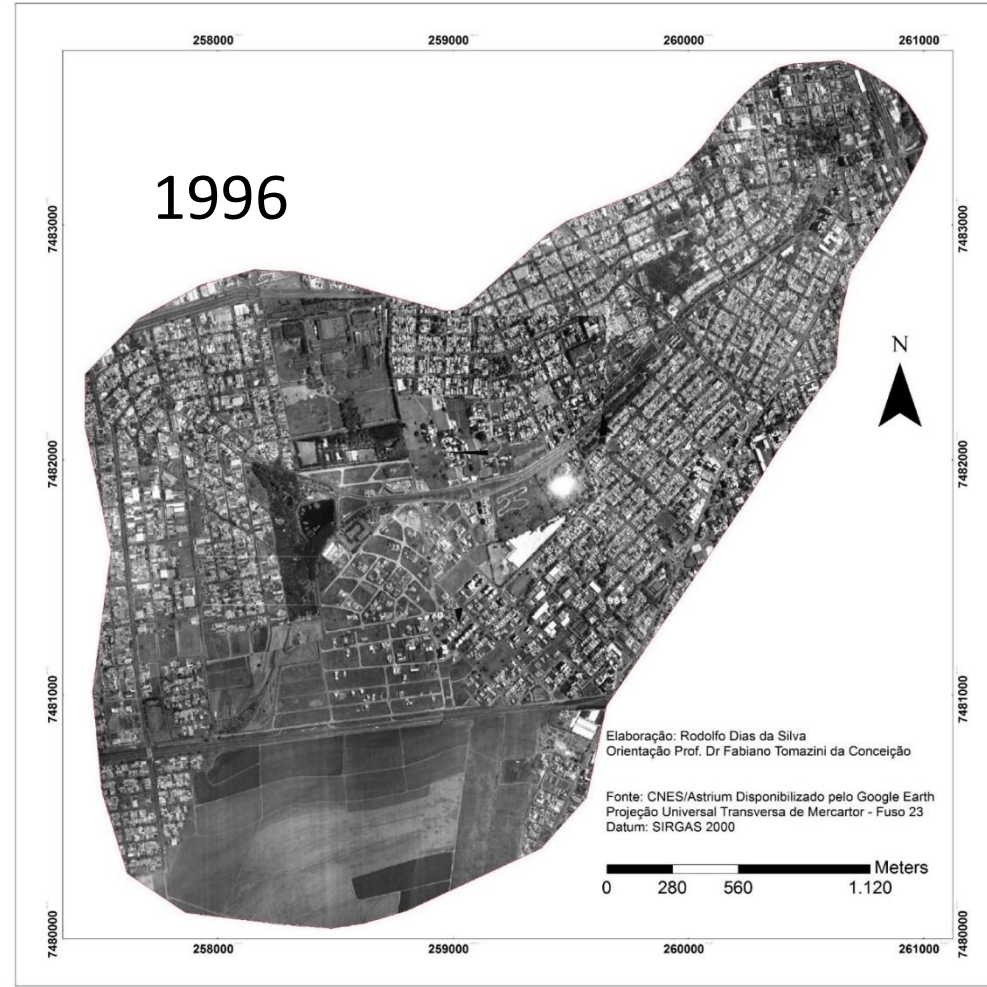 258000 259000 260000 261000
1996
7483000 7483000
N
7482000 7482000
7481000 7481000
Elaboração: Rodolfo Dias da Silva
Orientação Prof. Dr Fabiano Tomazini da Conceição
Fonte: CNES/Astrium Disponibilizado pelo Google Earth
Projeção Universal Transversa de Mercartor - Fuso 23
Datum: SIRGAS 2000
Meters
0 280 560 1.120
7480000 7480000
258000 259000 260000 261000